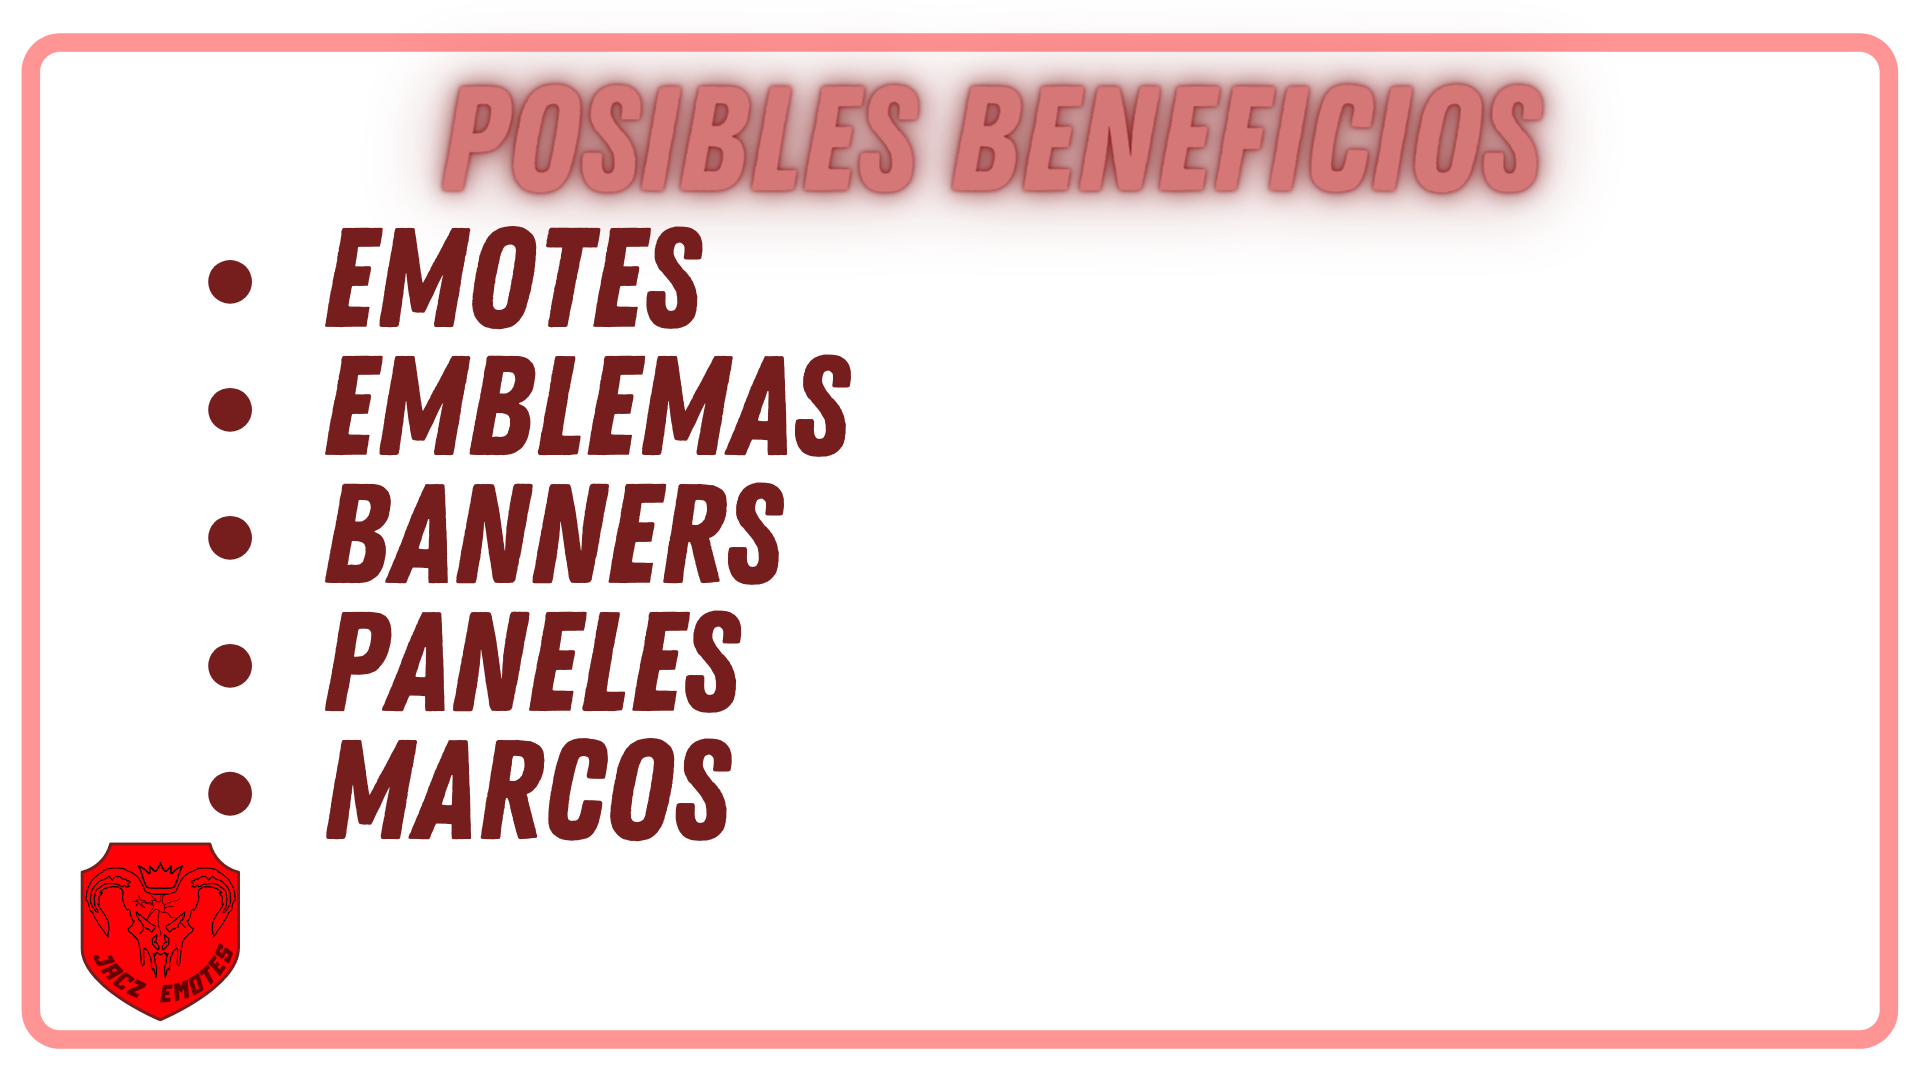 POSIBLES BENEFICIOS
• EMOTES
• EMBLEMAS
• BANNERS
• PANELES
• MARCOS
JACZ EMOTES